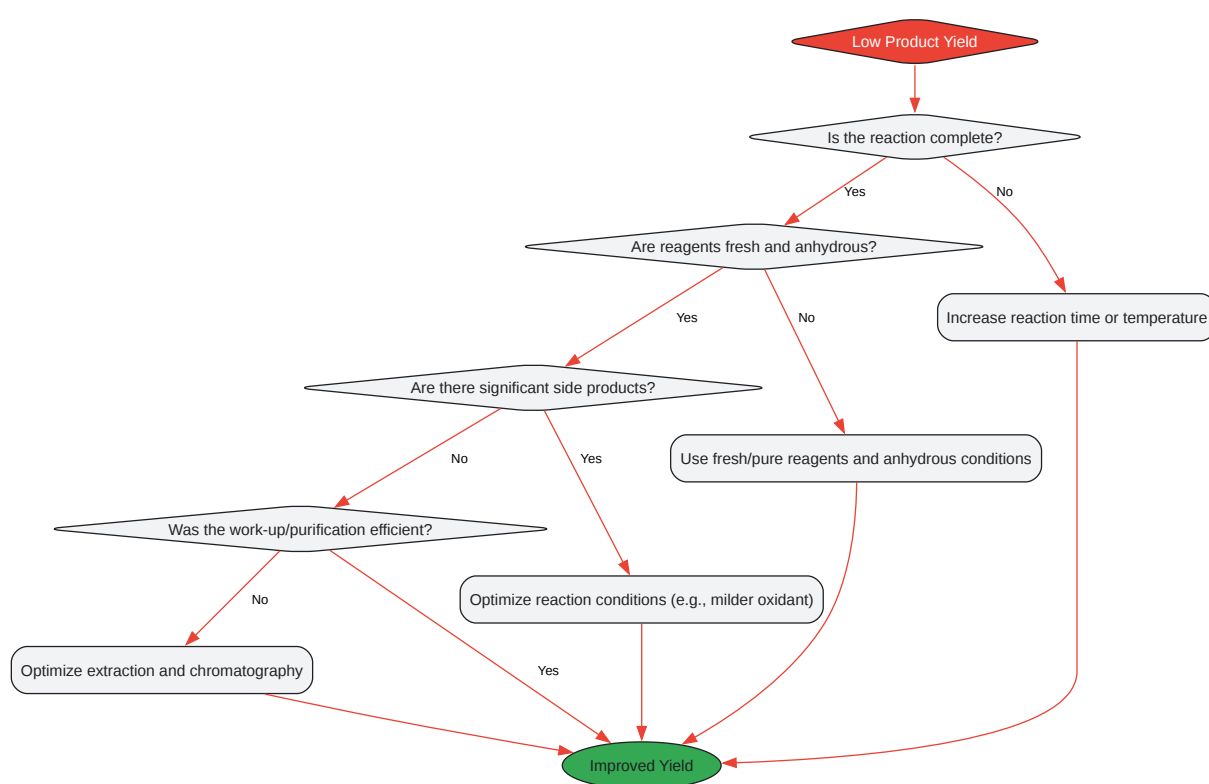 Low Product Yield
Is the reaction complete?
Yes
No
Are reagents fresh and anhydrous?
Yes
No
Increase reaction time or temperature
Are there significant side products?
No
Yes
Use fresh/pure reagents and anhydrous conditions
Was the work-up/purification efficient?
No
Optimize reaction conditions (e.g., milder oxidant)
Optimize extraction and chromatography
Yes
Improved Yield